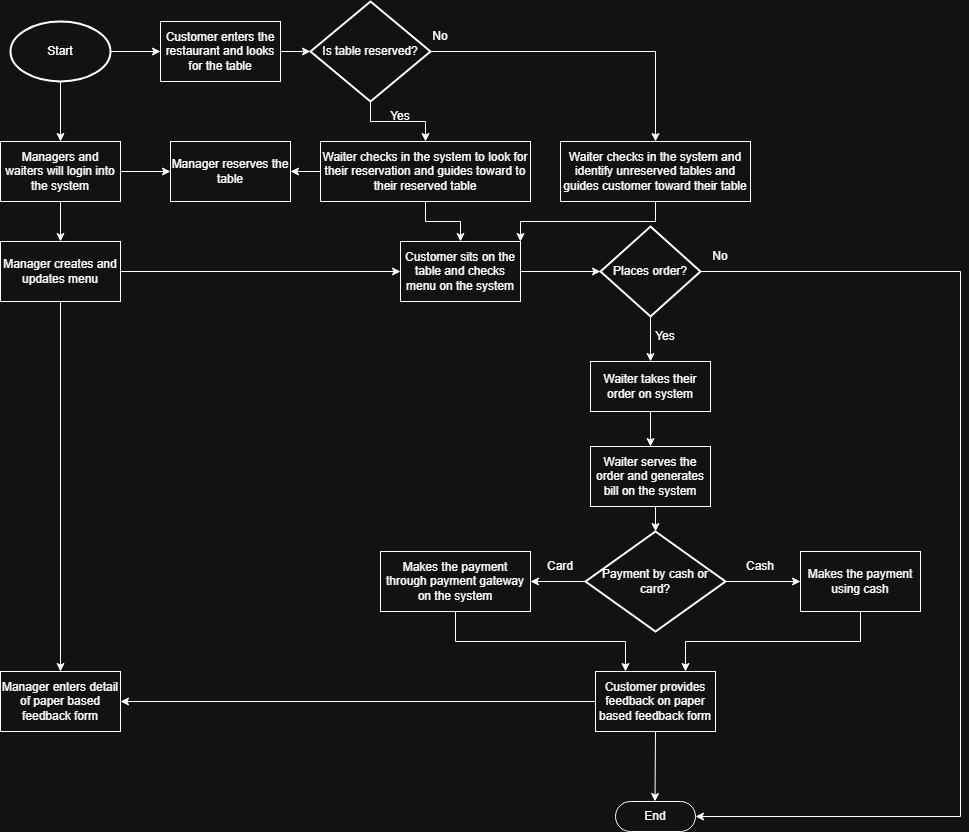 Start
Customer enters the
restaurant and looks
for the table
Is table reserved?
No
Yes
Managers and
waiters will login into
the system
Manager reserves the
table
Waiter checks in the system to look for
their reservation and guides toward to
their reserved table
Waiter checks in the system and
identify unreserved tables and
guides customer toward their table
Manager creates and
updates menu
Customer sits on the
table and checks
menu on the system
Places order?
No
Yes
Waiter takes their
order on system
Waiter serves the
order and generates
bill on the system
Makes the payment
through payment gateway
on the system
Card
Payment by cash or
card?
Cash
Makes the payment
using cash
Manager enters detail
of paper based
feedback form
Customer provides
feedback on paper
based feedback form
End